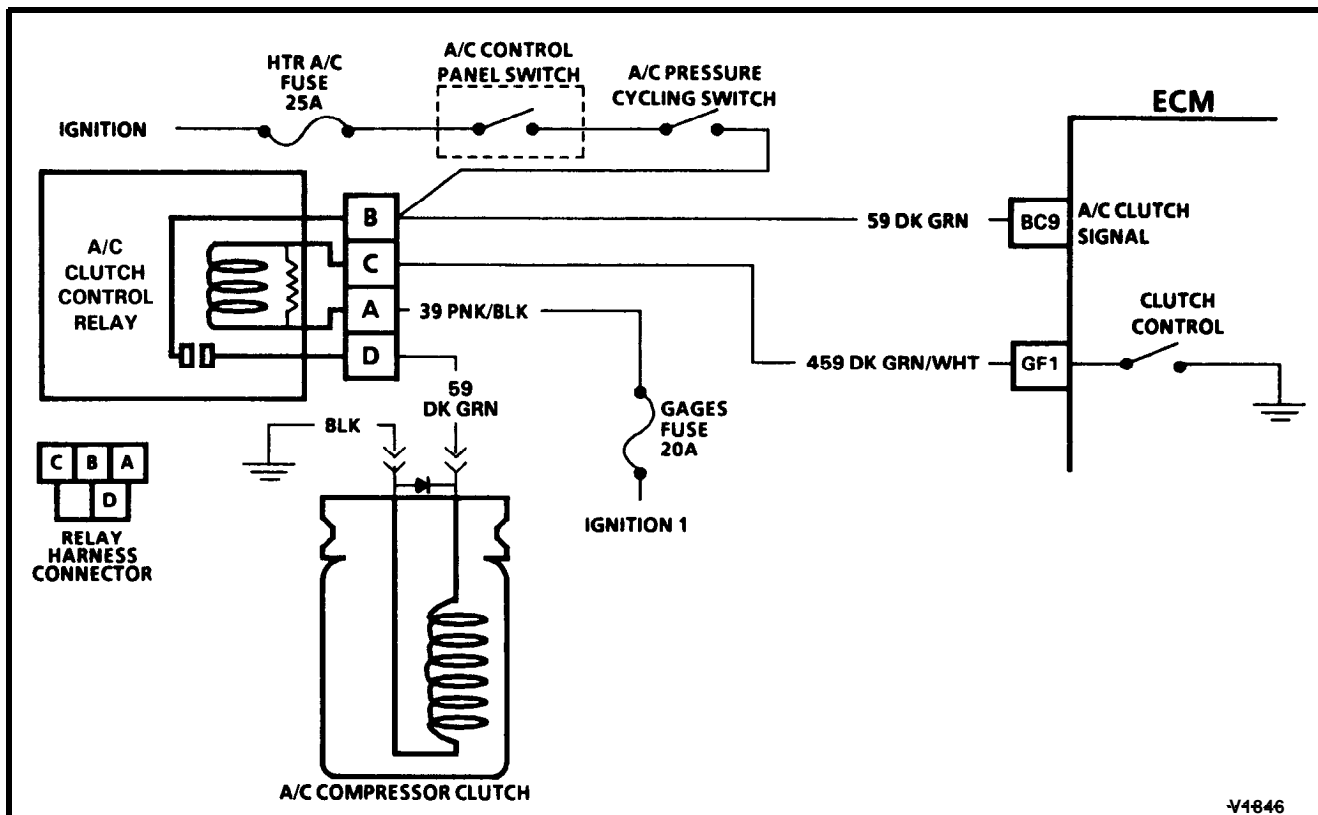 HTR A/C
FUSE
25A
A/C CONTROL
PANEL SWITCH
A/C PRESSURE
CYCLING SWITCH
ECM
IGNITION
A/C
CLUTCH
CONTROL
RELAY
B
C
A
D
59 DK GRN
BC9
A/C CLUTCH
SIGNAL
39 PNK/BLK
CLUTCH
CONTROL
459 DK GRN/WHT
GF1
59
DK GRN
GAGES
FUSE
20A
BLK
IGNITION 1
C B A
D
RELAY
HARNESS
CONNECTOR
A/C COMPRESSOR CLUTCH
V1846